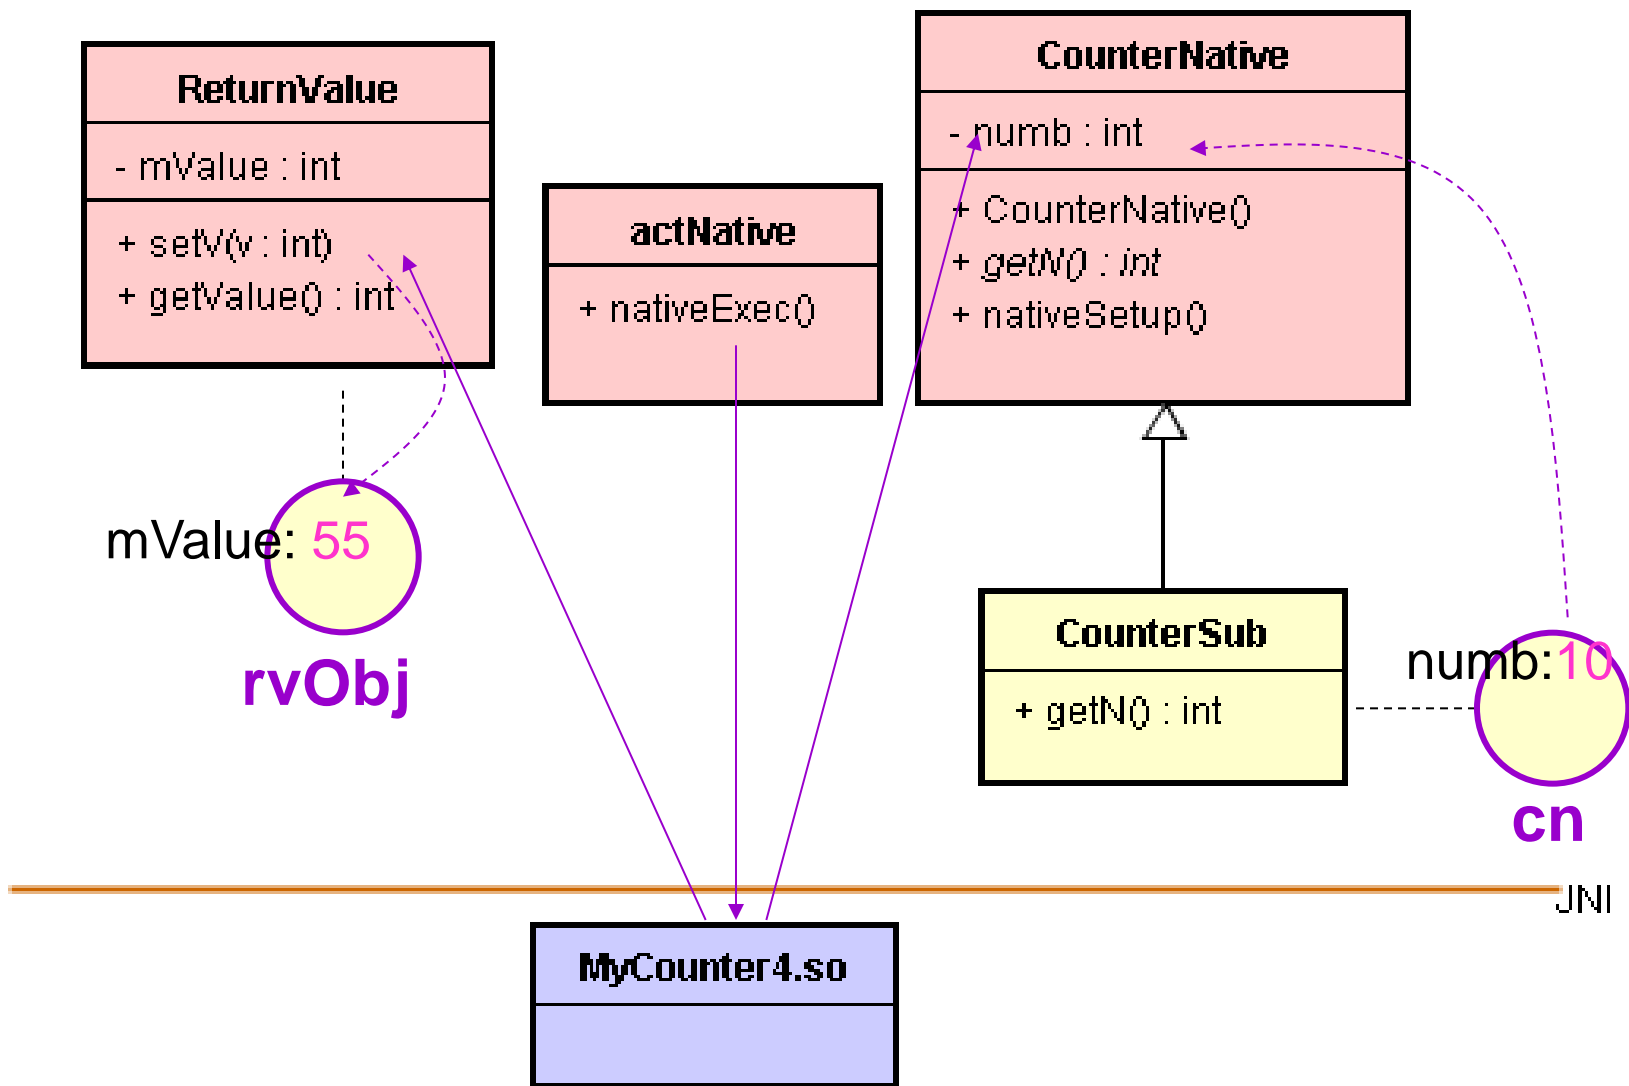 ReturnValue
- mValue : int
+ setV(v : int)
+ getValue() : int
actNative
+ nativeExec()
CounterNative
- numb : int
+ CounterNative()
+ getN() : int
+ nativeSetup()
mValue: 55
rvObj
CounterSub
+ getN() : int
numb:10
cn
JNI
MyCounter4.so